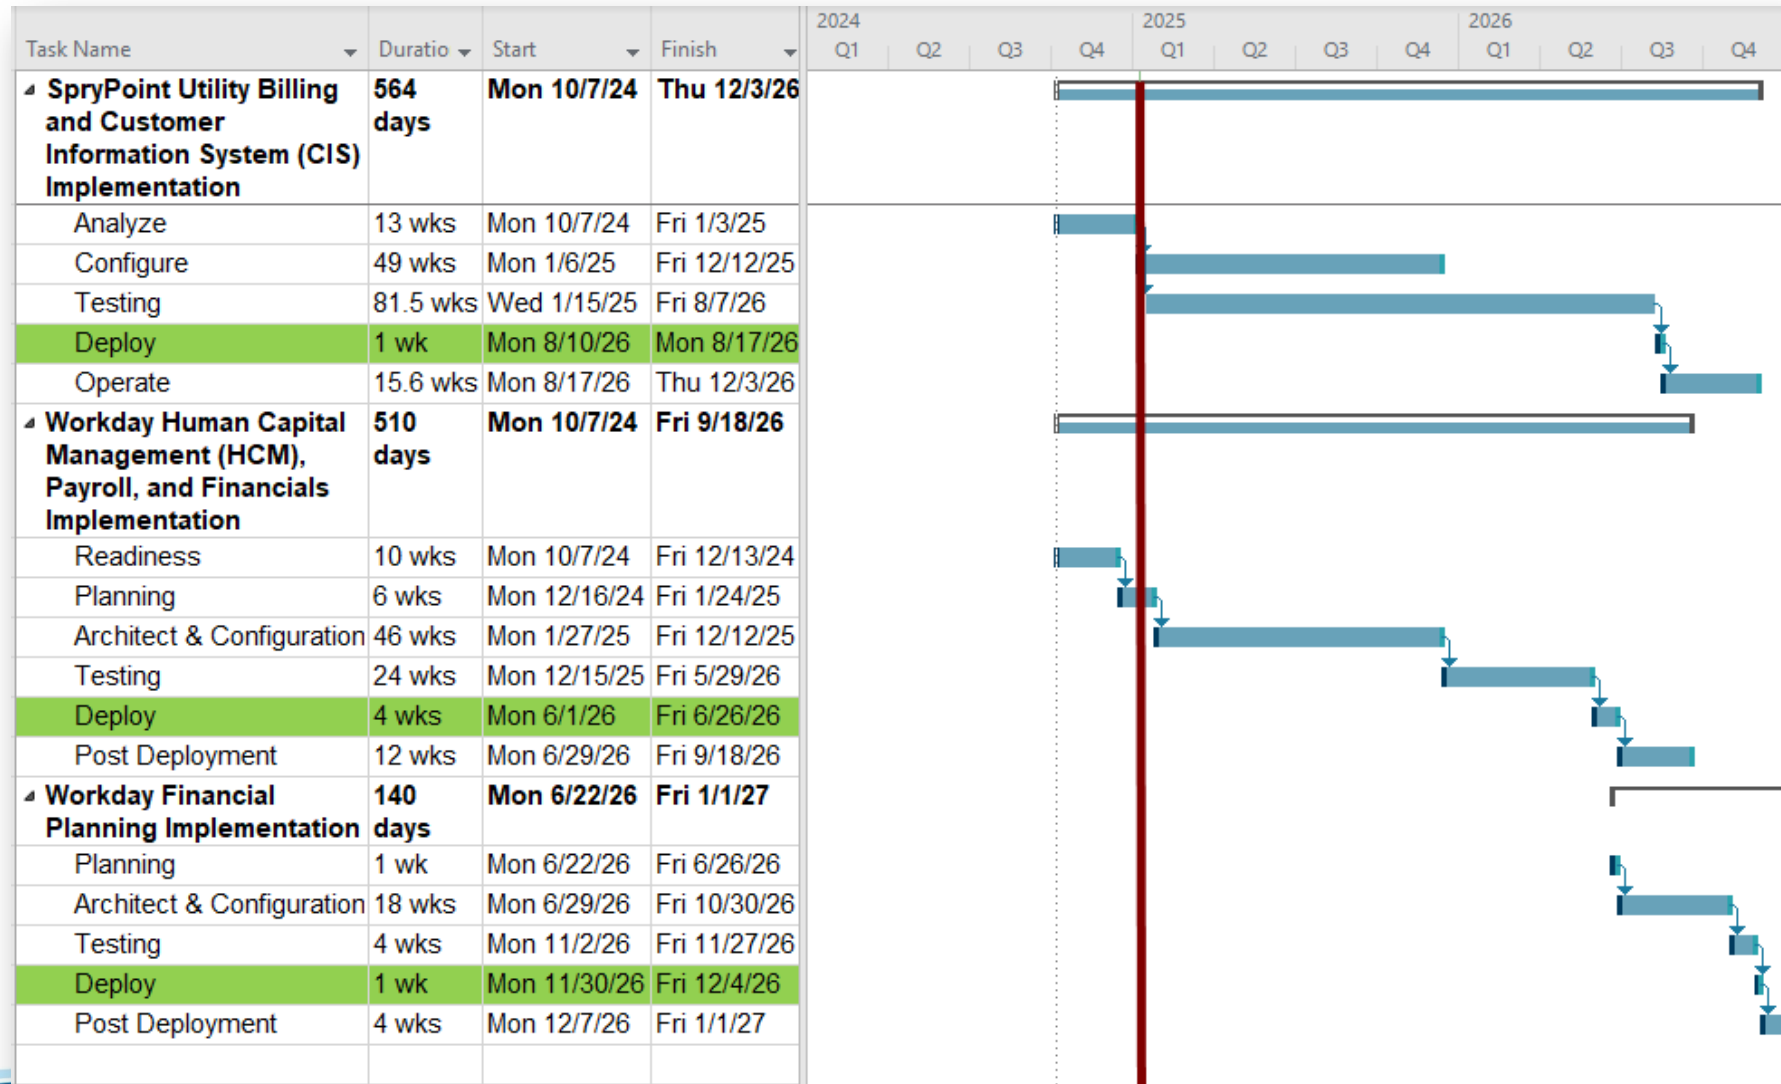 2024 2025 2026
Task Name Duratio Start Finish Q1 Q2 Q3 Q4 Q1 Q2 Q3 Q4 Q1 Q2 Q3 Q4
SpryPoint Utility Billing 564 Mon 10/7/24 Thu 12/3/26
and Customer days
Information System (CIS)
Implementation
Analyze 13 wks Mon 10/7/24 Fri 1/3/25
Configure 49 wks Mon 1/6/25 Fri 12/12/25
Testing 81.5 wks Wed 1/15/25 Fri 8/7/26
Deploy 1 wk Mon 8/10/26 Mon 8/17/26
Operate 15.6 wks Mon 8/17/26 Thu 12/3/26
Workday Human Capital 510 Mon 10/7/24 Fri 9/18/26
Management (HCM), days
Payroll, and Financials
Implementation
Readiness 10 wks Mon 10/7/24 Fri 12/13/24
Planning 6 wks Mon 12/16/24 Fri 1/24/25
Architect & Configuration 46 wks Mon 1/27/25 Fri 12/12/25
Testing 24 wks Mon 12/15/25 Fri 5/29/26
Deploy 4 wks Mon 6/1/26 Fri 6/26/26
Post Deployment 12 wks Mon 6/29/26 Fri 9/18/26
Workday Financial 140 Mon 6/22/26 Fri 1/1/27
Planning Implementation days
Planning 1 wk Mon 6/22/26 Fri 6/26/26
Architect & Configuration 18 wks Mon 6/29/26 Fri 10/30/26
Testing 4 wks Mon 11/2/26 Fri 11/27/26
Deploy 1 wk Mon 11/30/26 Fri 12/4/26
Post Deployment 4 wks Mon 12/7/26 Fri 1/1/27